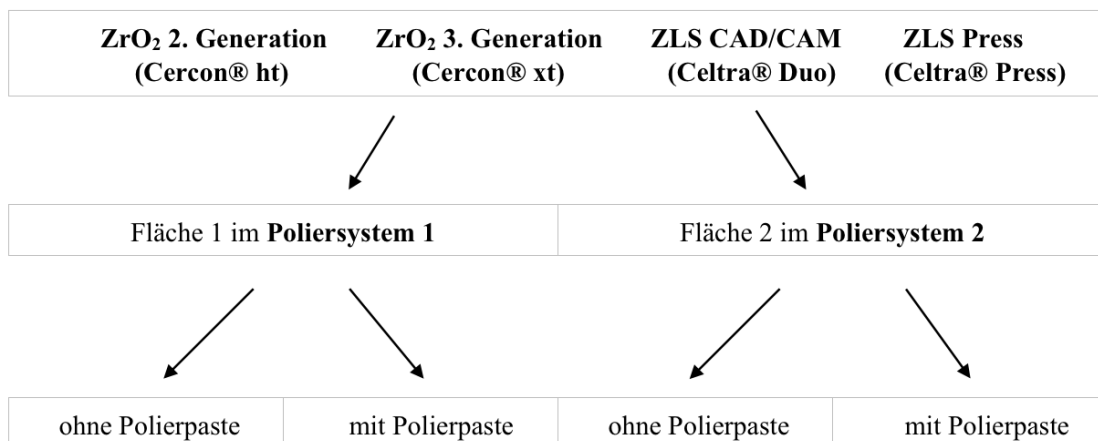 ZrO₂ 2. Generation ZrO₂ 3. Generation ZLS CAD/CAM ZLS Press
(Cercon® ht) (Cercon® xt) (Celtra® Duo) (Celtra® Press)
Fläche 1 im Poliersystem 1 Fläche 2 im Poliersystem 2
ohne Polierpaste mit Polierpaste ohne Polierpaste mit Polierpaste